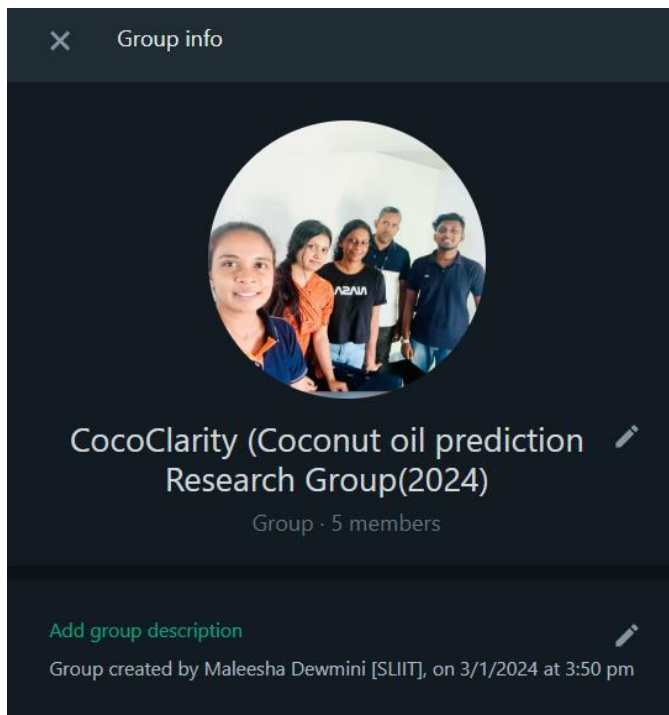 Group info
CocoClarity (Coconut oil prediction
Research Group(2024)
Group · 5 members
Add group description
Group created by Maleesha Dewmini [SLIIT], on 3/1/2024 at 3:50 pm